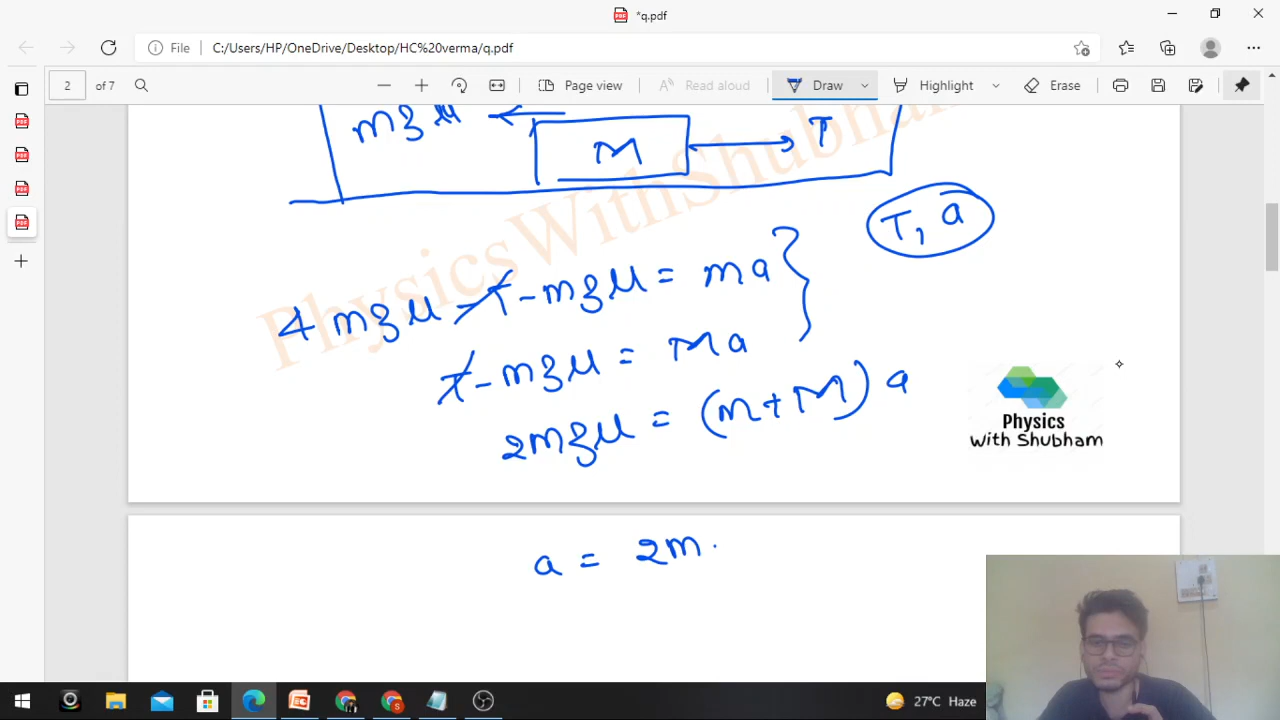 *q.pdf
File C:/Users/HP/OneDrive/Desktop/HC%20verma/q.pdf
2 of 7 Page view Read aloud Draw Highlight Erase
mgμ M T
T, a
4mgμ - T - mgμ = ma
T - mgμ = Ma
2mgμ = (m + M) a
PhysicsWithShubham
Physics
with Shubham
a = 2m.
27°C Haze